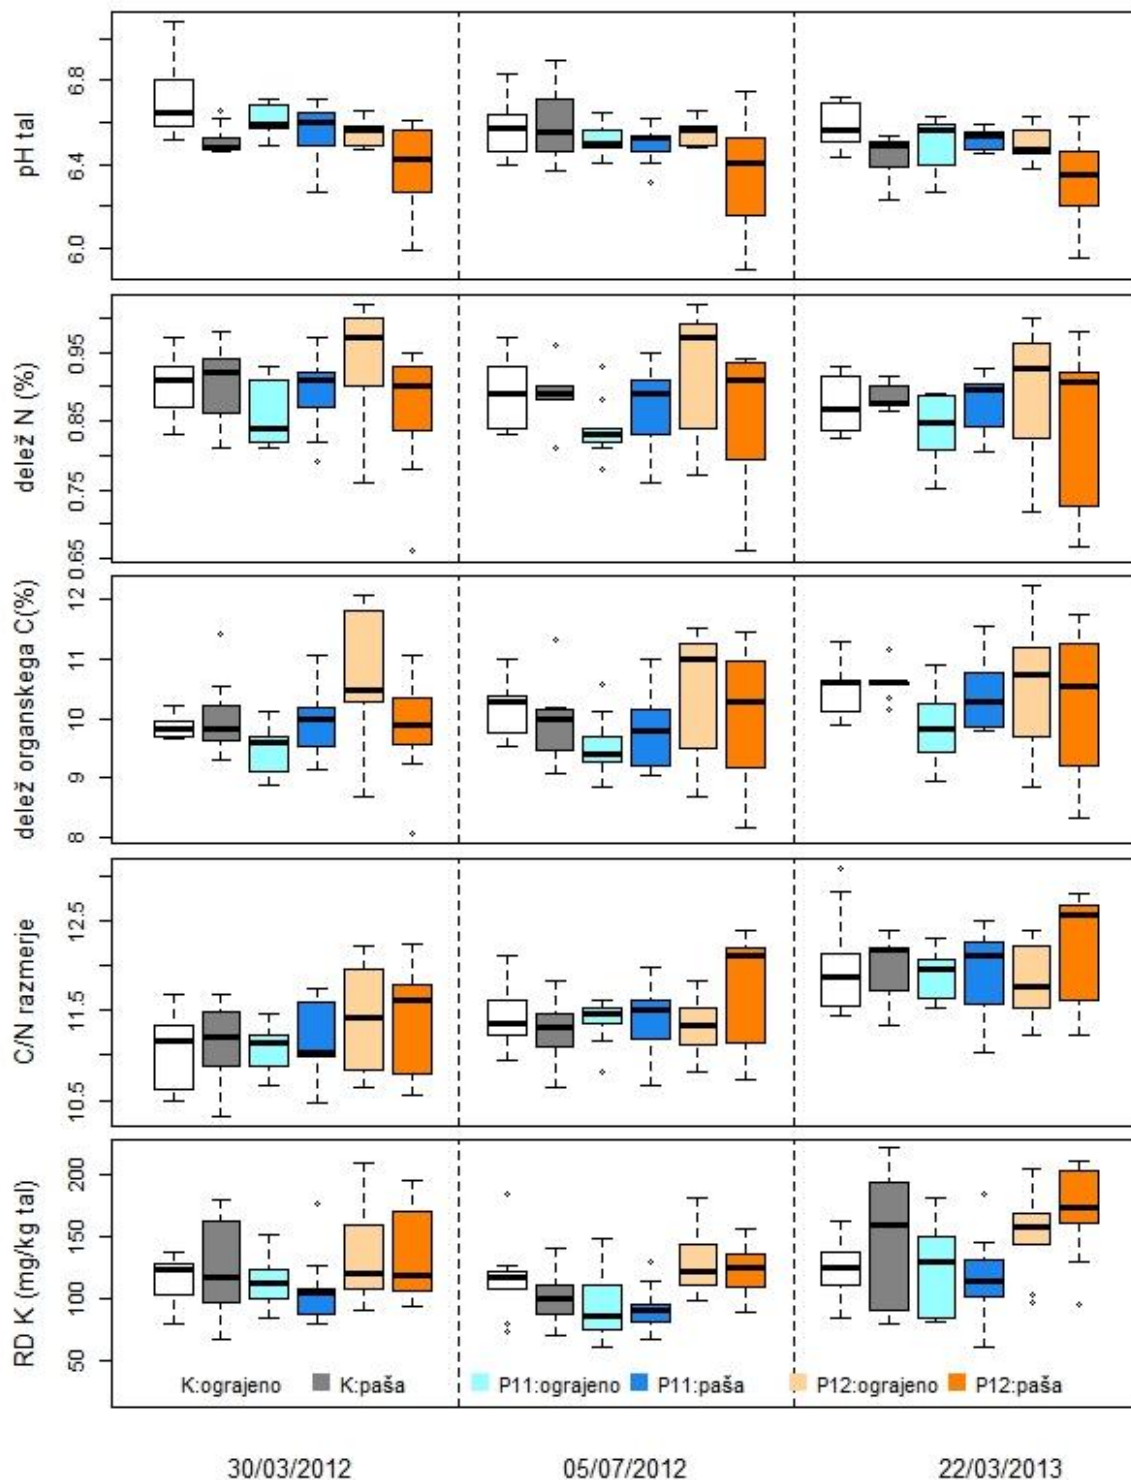 pH tal
6.8
6.4
6.0
delež N (%)
0.95
0.85
0.75
0.65
delež organskega C(%)
12
11
10
9
8
C/N razmerje
12.5
11.5
10.5
RD K (mg/kg tal)
200
150
100
50
K:ograjeno K:paša P11:ograjeno P11:paša P12:ograjeno P12:paša
30/03/2012 05/07/2012 22/03/2013